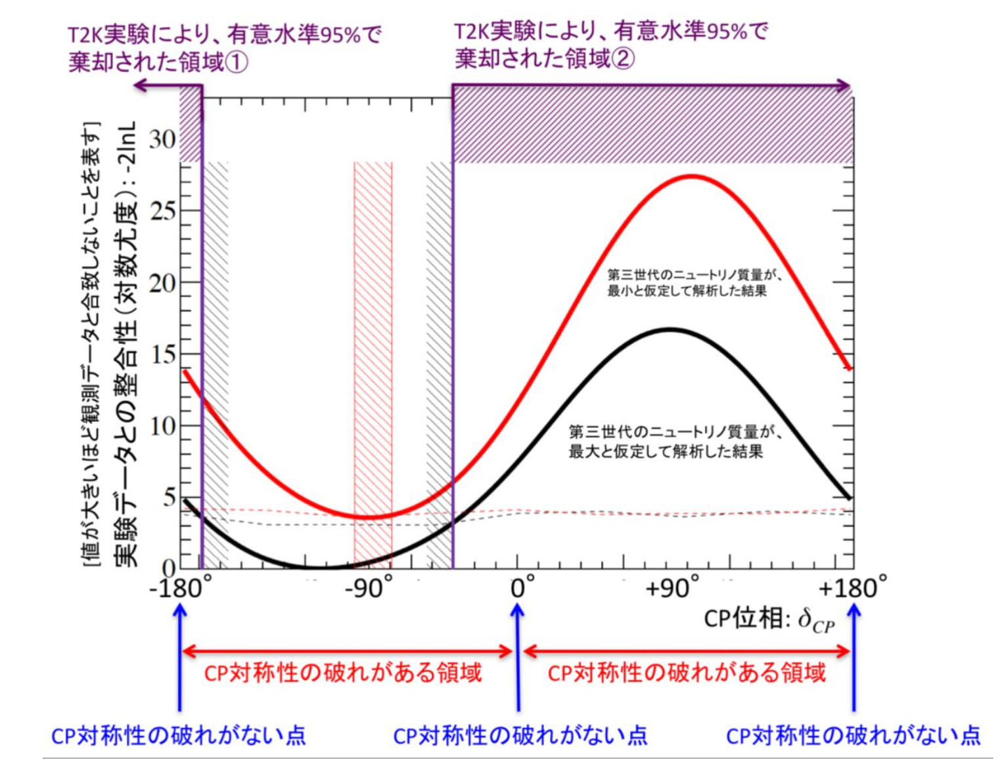 T2K実験により、有意水準95%で
棄却された領域①
T2K実験により、有意水準95%で
棄却された領域②
[値が大きいほど観測データと合致しないことを表す]
実験データとの整合性(対数尤度): -2lnL
30
25
20
15
10
5
0
第三世代のニュートリノ質量が、
最小と仮定して解析した結果
第三世代のニュートリノ質量が、
最大と仮定して解析した結果
-180° -90° 0° +90° +180°
CP位相: δCP
CP対称性の破れがある領域
CP対称性の破れがある領域
CP対称性の破れがない点
CP対称性の破れがない点
CP対称性の破れがない点